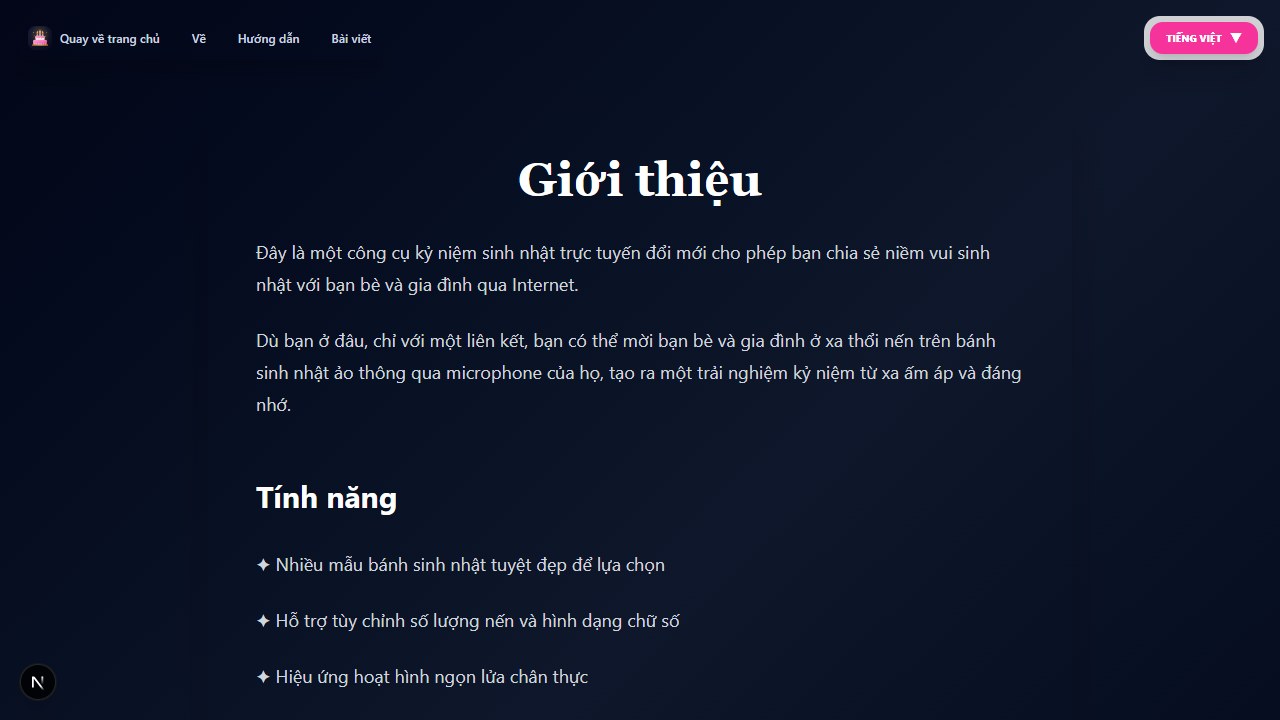 Quay về trang chủ
Về
Hướng dẫn
Bài viết
TIẾNG VIỆT ▼
Giới thiệu
Đây là một công cụ kỷ niệm sinh nhật trực tuyến đổi mới cho phép bạn chia sẻ niềm vui sinh
nhật với bạn bè và gia đình qua Internet.
Dù bạn ở đâu, chỉ với một liên kết, bạn có thể mời bạn bè và gia đình ở xa thổi nến trên bánh
sinh nhật ảo thông qua microphone của họ, tạo ra một trải nghiệm kỷ niệm từ xa ấm áp và đáng
nhớ.
Tính năng
✦ Nhiều mẫu bánh sinh nhật tuyệt đẹp để lựa chọn
✦ Hỗ trợ tùy chỉnh số lượng nến và hình dạng chữ số
✦ Hiệu ứng hoạt hình ngọn lửa chân thực
N